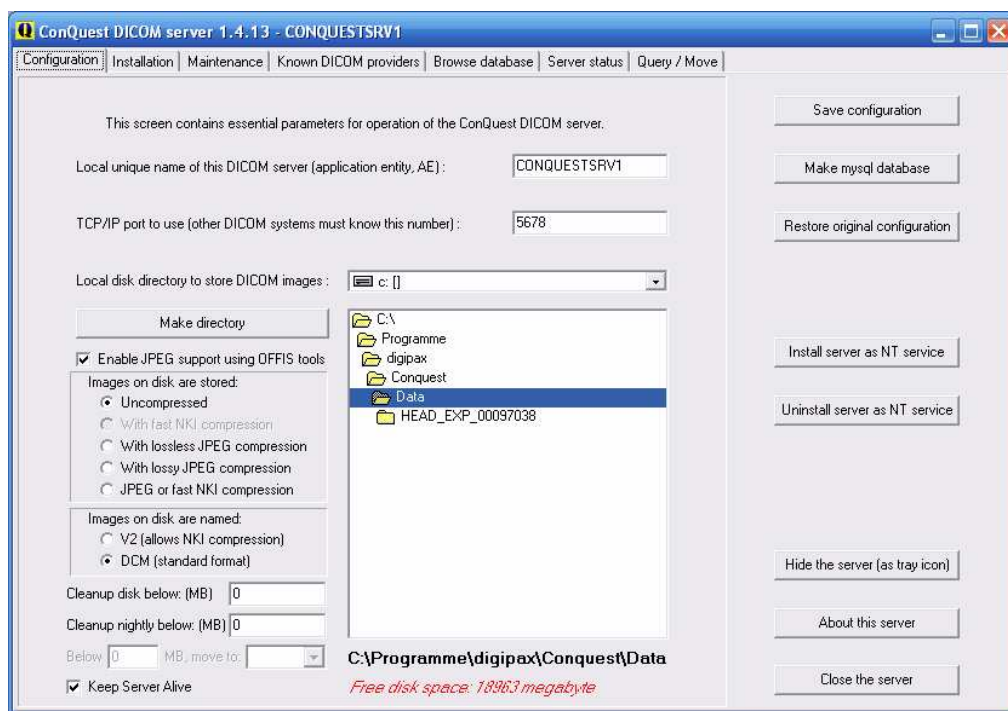 ConQuest DICOM server 1.4.13 - CONQUESTSRV1
Configuration Installation Maintenance Known DICOM providers Browse database Server status Query / Move
This screen contains essential parameters for operation of the ConQuest DICOM server.
Local unique name of this DICOM server (application entity, AE) : CONQUESTSRV1
TCP/IP port to use (other DICOM systems must know this number) : 5678
Local disk directory to store DICOM images : c: []
Make directory
Enable JPEG support using OFFIS tools
Images on disk are stored:
Uncompressed
With fast NKI compression
With lossless JPEG compression
With lossy JPEG compression
JPEG or fast NKI compression
Images on disk are named:
V2 (allows NKI compression)
DCM (standard format)
Cleanup disk below: (MB) 0
Cleanup nightly below: (MB) 0
Below 0 MB, move to:
Keep Server Alive
C:\
Programme
digipax
Conquest
Data
HEAD_EXP_00097038
C:\Programme\digipax\Conquest\Data
Free disk space: 18963 megabyte
Save configuration
Make mysql database
Restore original configuration
Install server as NT service
Uninstall server as NT service
Hide the server (as tray icon)
About this server
Close the server